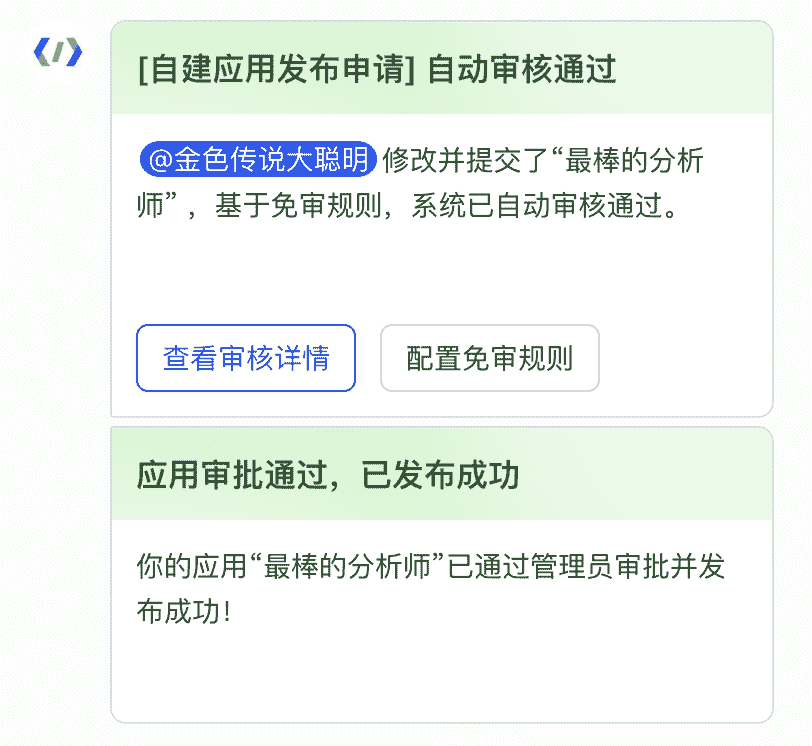 [自建应用发布申请] 自动审核通过
@金色传说大聪明 修改并提交了“最棒的分析
师” ，基于免审规则，系统已自动审核通过。
查看审核详情 配置免审规则
应用审批通过，已发布成功
你的应用“最棒的分析师”已通过管理员审批并发
布成功！